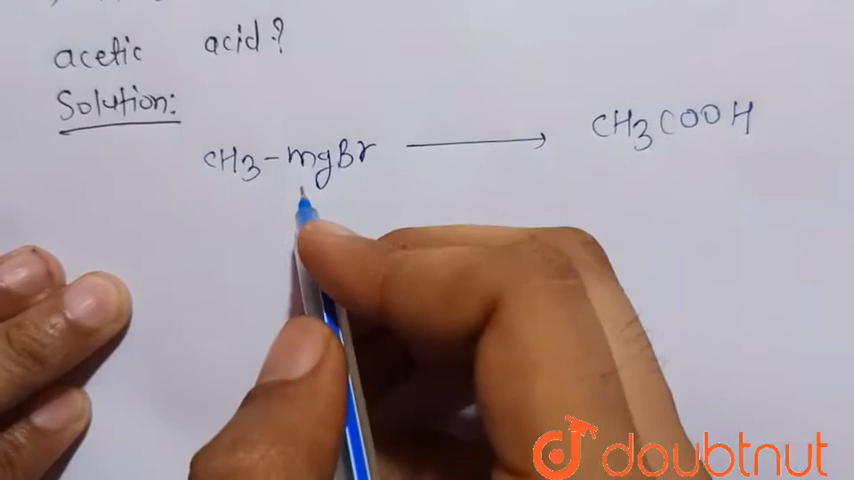 acetic acid?
Solution:
CH3-mgBr → CH3COOH
doubtnut